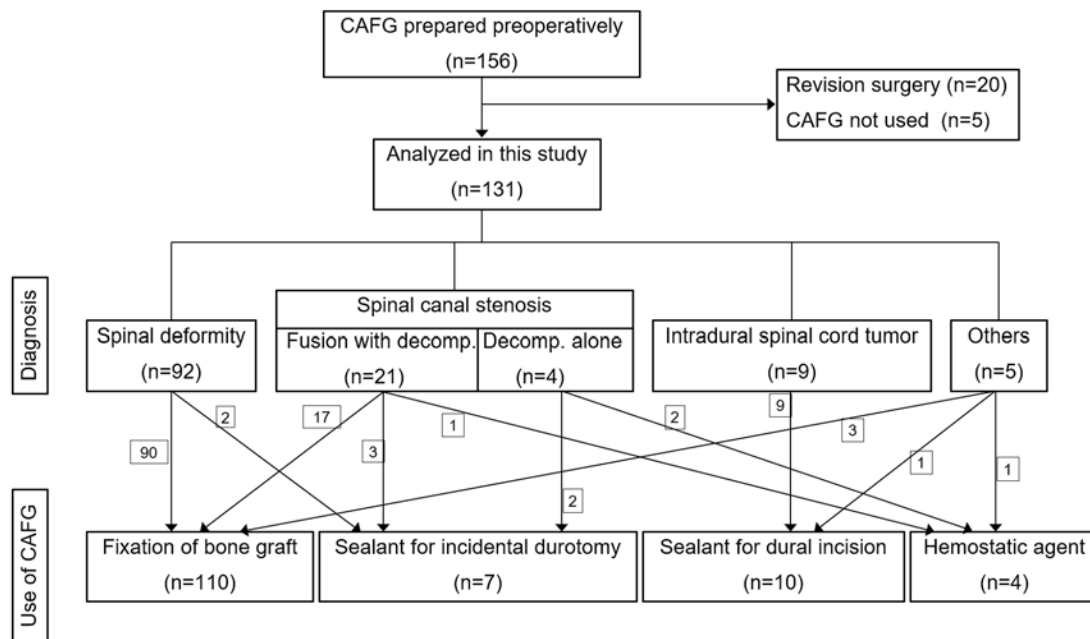 CAFG prepared preoperatively
(n=156)
Revision surgery (n=20)
CAFG not used (n=5)
Analyzed in this study
(n=131)
Diagnosis
Spinal canal stenosis
Spinal deformity
(n=92)
Fusion with decomp.
(n=21)
Decomp. alone
(n=4)
Intradural spinal cord tumor
(n=9)
Others
(n=5)
90
2
17
3
1
2
2
9
3
1
1
Use of CAFG
Fixation of bone graft
(n=110)
Sealant for incidental durotomy
(n=7)
Sealant for dural incision
(n=10)
Hemostatic agent
(n=4)